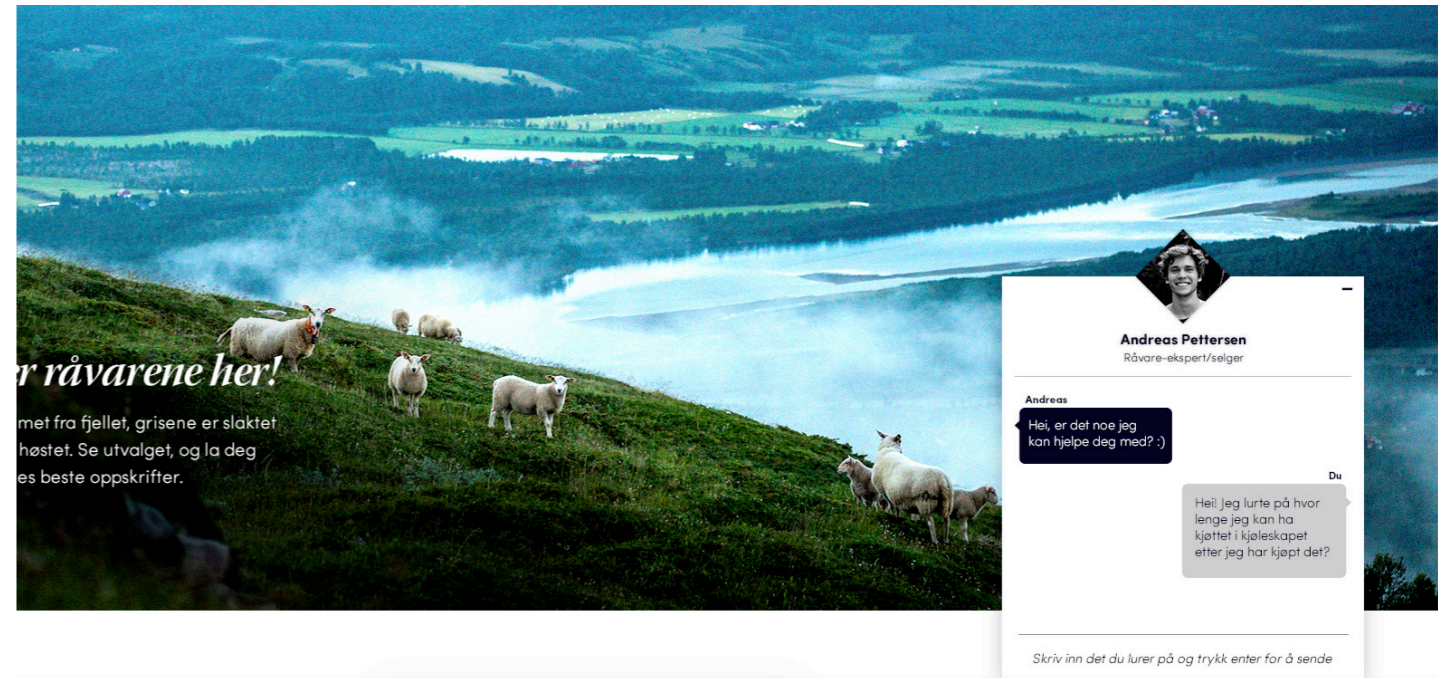 r råvarene her!
met fra fjellet, grisene er slaktet
høstet. Se utvalget, og la deg
es beste oppskrifter.
Andreas Pettersen
Råvare-ekspert/selger
Andreas
Hei, er det noe jeg
kan hjelpe deg med? :)
Du
Hei! Jeg lurte på hvor
lenge jeg kan ha
kjøttet i kjøleskapet
etter jeg har kjøpt det?
Skriv inn det du lurer på og trykk enter for å sende